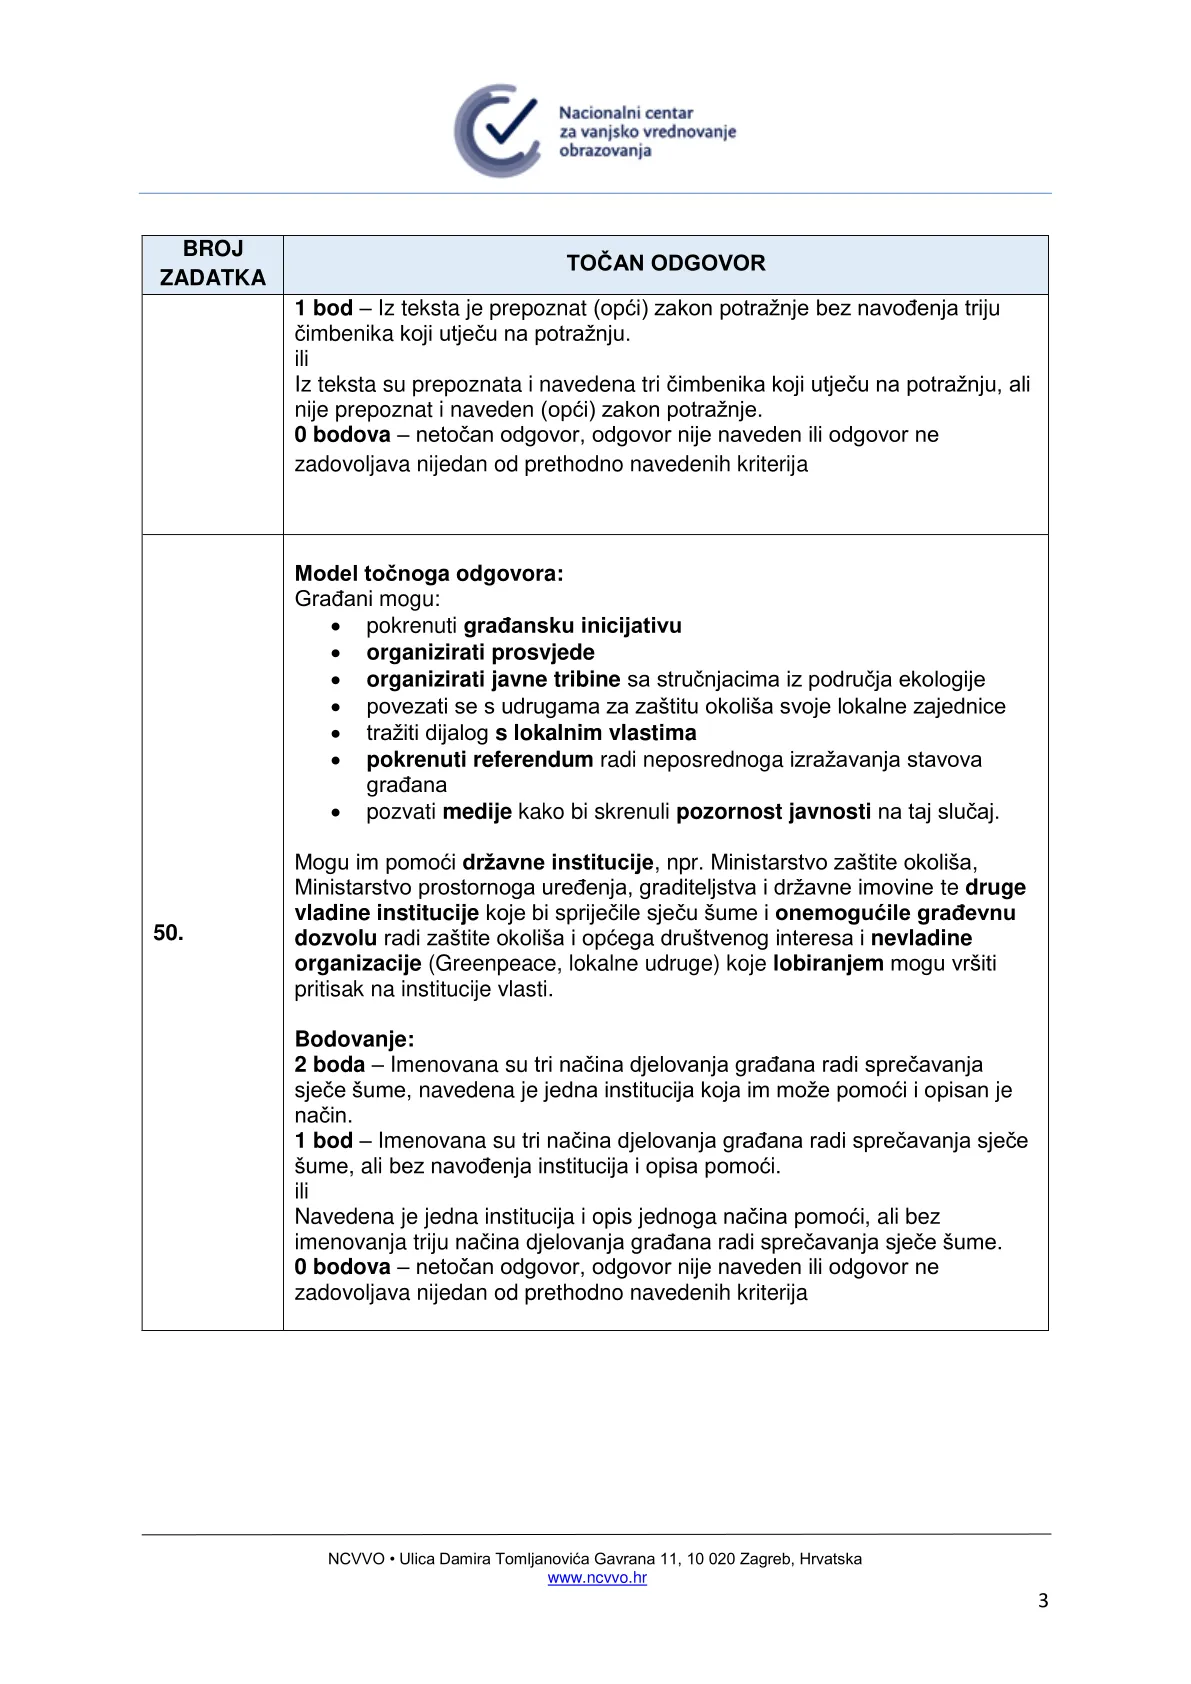 Nacionalni centar
za vanjsko vrednovanje
obrazovanja
BROJ
ZADATKA
TOČAN ODGOVOR
1 bod – Iz teksta je prepoznat (opći) zakon potražnje bez navođenja triju
čimbenika koji utječu na potražnju.
ili
Iz teksta su prepoznata i navedena tri čimbenika koji utječu na potražnju, ali
nije prepoznat i naveden (opći) zakon potražnje.
0 bodova – netočan odgovor, odgovor nije naveden ili odgovor ne
zadovoljava nijedan od prethodno navedenih kriterija
50.
Model točnoga odgovora:
Građani mogu:
• pokrenuti građansku inicijativu
• organizirati prosvjede
• organizirati javne tribine sa stručnjacima iz područja ekologije
• povezati se s udrugama za zaštitu okoliša svoje lokalne zajednice
• tražiti dijalog s lokalnim vlastima
• pokrenuti referendum radi neposrednoga izražavanja stavova
građana
• pozvati medije kako bi skrenuli pozornost javnosti na taj slučaj.
Mogu im pomoći državne institucije, npr. Ministarstvo zaštite okoliša,
Ministarstvo prostornoga uređenja, graditeljstva i državne imovine te druge
vladine institucije koje bi spriječile sječu šume i onemogućile građevnu
dozvolu radi zaštite okoliša i općega društvenog interesa i nevladine
organizacije (Greenpeace, lokalne udruge) koje lobiranjem mogu vršiti
pritisak na institucije vlasti.
Bodovanje:
2 boda – Imenovana su tri načina djelovanja građana radi sprečavanja
sječe šume, navedena je jedna institucija koja im može pomoći i opisan je
način.
1 bod – Imenovana su tri načina djelovanja građana radi sprečavanja sječe
šume, ali bez navođenja institucija i opisa pomoći.
ili
Navedena je jedna institucija i opis jednoga načina pomoći, ali bez
imenovanja triju načina djelovanja građana radi sprečavanja sječe šume.
0 bodova – netočan odgovor, odgovor nije naveden ili odgovor ne
zadovoljava nijedan od prethodno navedenih kriterija
NCVVO • Ulica Damira Tomljanovića Gavrana 11, 10 020 Zagreb, Hrvatska
www.ncvvo.hr
3